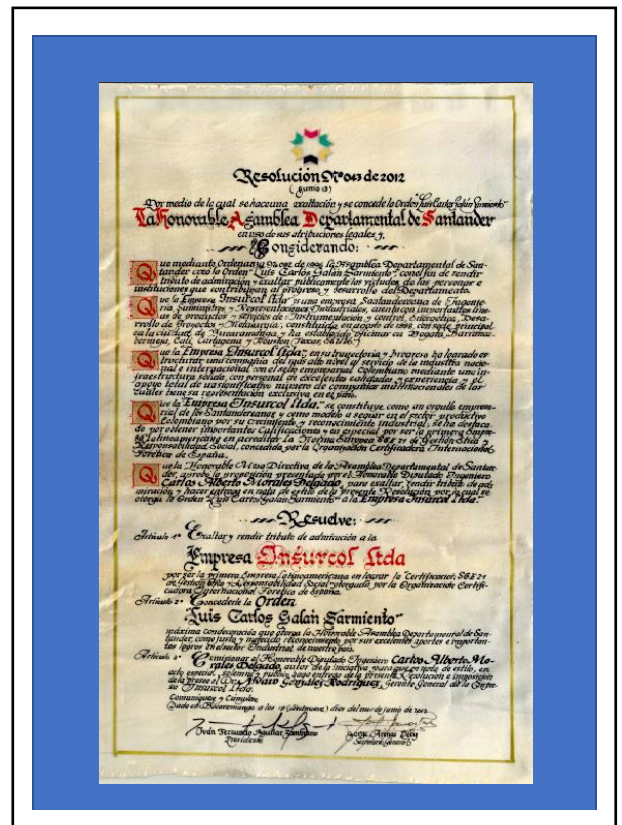 Resolución Nº 043 de 2012
Por medio de la cual se hace una exaltación y se concede la Orden "Luis Carlos Galán Sarmiento"
La Honorable Asamblea Departamental de Santander
en uso de sus atribuciones legales y,
Considerando:
Que mediante Ordenanza de la Asamblea Departamental de San-
tander creó la Orden "Luis Carlos Galán Sarmiento" con el fin de rendir
tributo de admiración y exaltar públicamente las virtudes de las personas e
instituciones que contribuyan al progreso y desarrollo del Departamento.
Que la Empresa Insurcol Ltda." es una empresa Santandereana de Ingenie-
ría Suministros y Representaciones Industriales, cuenta con importantes líne-
as de productos y servicios de Instrumentación y control, Eléctrica, Desa-
rrollo de Proyectos y Metalurgia; constituida en agosto de con sede principal
en la ciudad de Bucaramanga y ha establecido oficinas en Bogotá, Barranca-
bermeja, Cali, Cartagena y Houston
Que la "Empresa Insurcol Ltda", en su trayectoria y progreso ha logrado es-
tructurar una compañía del más alto nivel al servicio de la industria nacio-
nal e internacional con el sello empresarial Colombiano mediante una in-
fraestructura sólida, con personal de excelentes calidades y experiencia y el
apoyo total de un significativo número de compañías multinacionales de las
cuales tiene su representación exclusiva en el país.
Que la "Empresa Insurcol Ltda." se constituye como un orgullo empresa-
rial de los Santandereanos y como modelo a seguir en el sector productivo
Colombiano por su crecimiento y reconocimiento industrial y se ha destaca-
do por obtener importantes Calificaciones y en especial por ser la primera Empre-
sa Latinoamericana en acreditar la Norma Europea SGE 21 de Gestión Ética y
Responsabilidad Social, concedida por la Organización Certificadora Internacional
Forética de España.
Que la Honorable Mesa Directiva de la Asamblea Departamental de Santan-
der, aprueba la proposición presentada por el Honorable Diputado Ingeniero
Carlos Alberto Morales Delgado, para exaltar, rendir tributo de ad-
miración y hacer entrega en nota de estilo de la presente Resolución por la cual se
otorga la Orden "Luis Carlos Galán Sarmiento" a la Empresa Insurcol Ltda."
Resuelve:
Artículo 1º Exaltar y rendir tributo de admiración a la
Empresa Insurcol Ltda
por ser la primera Empresa Latinoamericana en lograr la Certificación SGE 21
de Gestión Ética y Responsabilidad Social otorgada por la Organización Certifi-
cadora Internacional Forética de España.
Artículo 2º Concederle la Orden
"Luis Carlos Galán Sarmiento"
máxima condecoración que otorga la Honorable Asamblea Departamental de San-
tander, como justo y merecido reconocimiento por sus excelentes aportes e importan-
tes logros en el sector Industrial de nuestro país.
Artículo 3º Comisionar al Honorable Diputado Ingeniero Carlos Alberto Mo-
rales Delgado, autor de la iniciativa para que en nota de estilo, en
acto especial, solemne y público haga entrega de la presente Resolución e imposición
de la presea al Alvaro González Rodríguez, Gerente General de la Empre-
sa Insurcol Ltda.
Comuníquese y Cúmplase
Dado en Bucaramanga a los 19 (diecinueve) días del mes de junio de 2012
Iván Fernando Aguilar Zambrano
Presidente
Secretario General